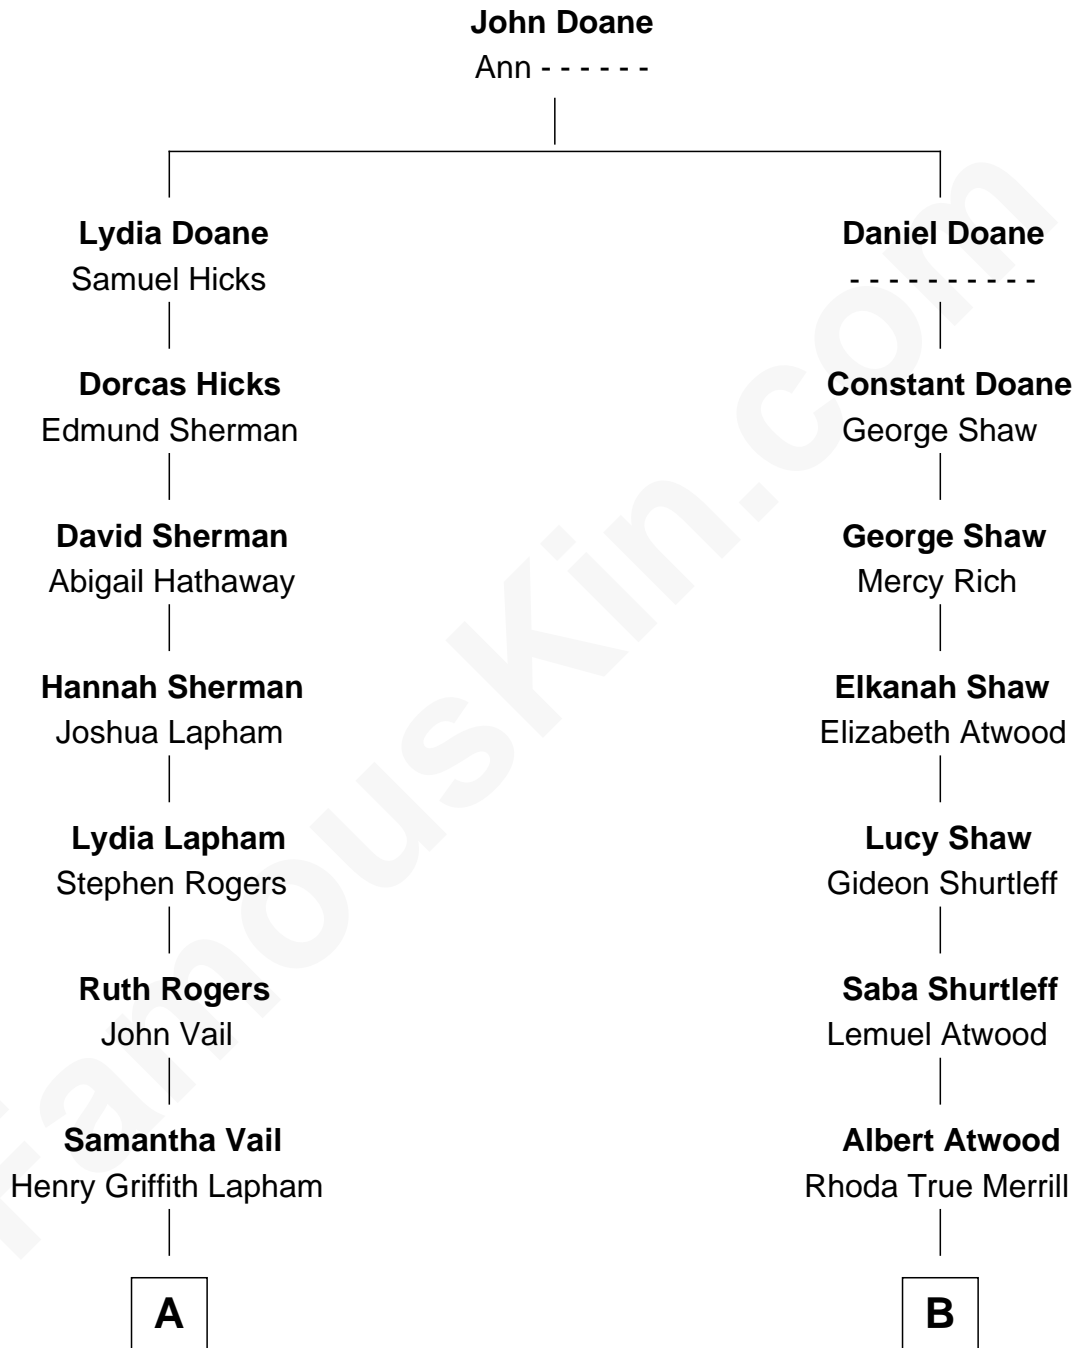 John Doane
Ann - - - - - -
Lydia Doane
Samuel Hicks
Daniel Doane
- - - - - - - - - -
Dorcas Hicks
Edmund Sherman
Constant Doane
George Shaw
David Sherman
Abigail Hathaway
George Shaw
Mercy Rich
Hannah Sherman
Joshua Lapham
Elkanah Shaw
Elizabeth Atwood
Lydia Lapham
Stephen Rogers
Lucy Shaw
Gideon Shurtleff
Ruth Rogers
John Vail
Saba Shurtleff
Lemuel Atwood
Samantha Vail
Henry Griffith Lapham
Albert Atwood
Rhoda True Merrill
A
B
FamousKin.com